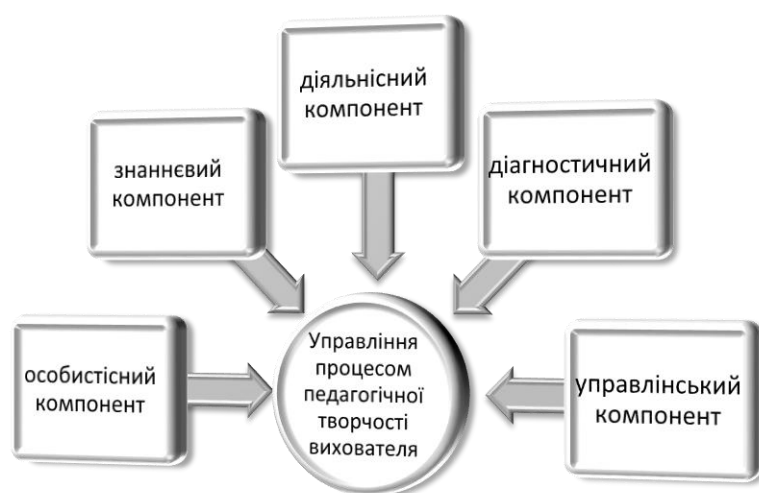 діяльнісний
компонент
знаннєвий
компонент
діагностичний
компонент
особистісний
компонент
Управління
процесом
педагогічної
творчості
вихователя
управлінський
компонент